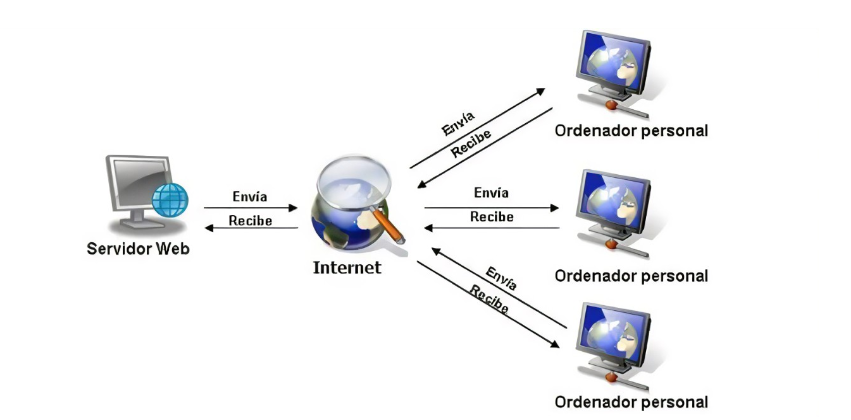 Envía
Recibe
Ordenador personal
Envía
Recibe
Servidor Web
Envía
Recibe
Internet
Ordenador personal
Envía
Recibe
Ordenador personal